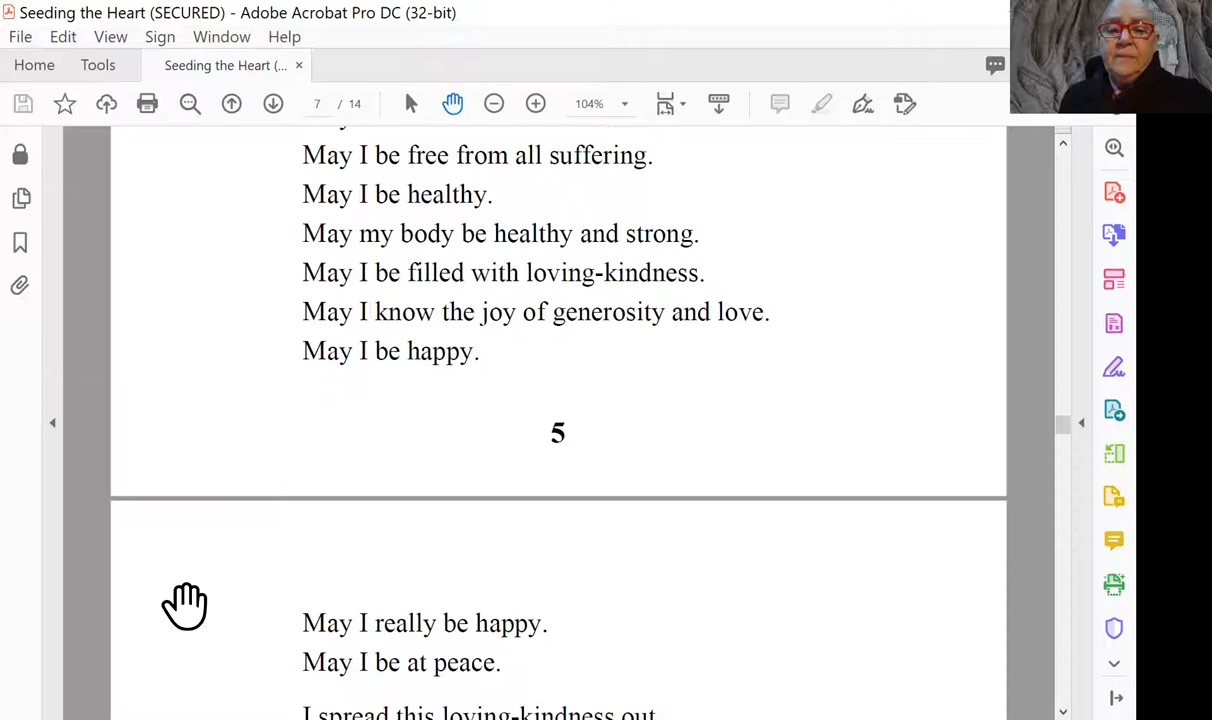 Seeding the Heart (SECURED) - Adobe Acrobat Pro DC (32-bit)
File Edit View Sign Window Help
Home Tools Seeding the Heart (... ×
7 / 14 104%
May I be free from all suffering.
May I be healthy.
May my body be healthy and strong.
May I be filled with loving-kindness.
May I know the joy of generosity and love.
May I be happy.
5
May I really be happy.
May I be at peace.
I spread this loving-kindness out